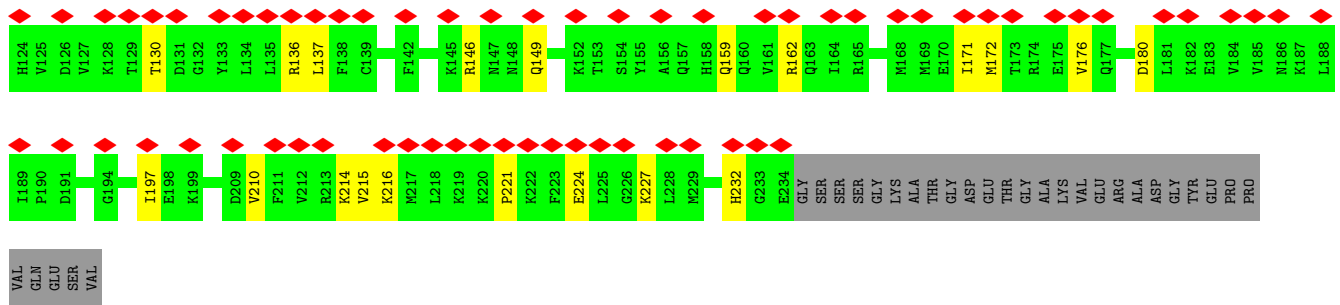 H124 V125 D126 V127 K128 T129 T130 D131 G132 Y133 L134 L135 R136 L137 F138 C139 F142 K145 R146 N147 N148 Q149 K152 T153 S154 Y155 A156 Q157 H158 Q159 Q160 V161 R162 Q163 I164 R165 M168 M169 E170 I171 M172 T173 R174 E175 V176 Q177 D180 L181 K182 E183 V184 V185 N186 K187 L188
I189 P190 D191 G194 I197 E198 K199 D209 V210 F211 V212 R213 K214 V215 K216 M217 L218 K219 K220 P221 K222 F223 E224 L225 G226 K227 L228 M229 H232 G233 E234 GLY SER SER SER GLY LYS ALA THR GLY ASP GLU THR GLY ALA LYS VAL GLU ARG ALA ASP GLY TYR GLU PRO PRO
VAL GLN GLU SER VAL